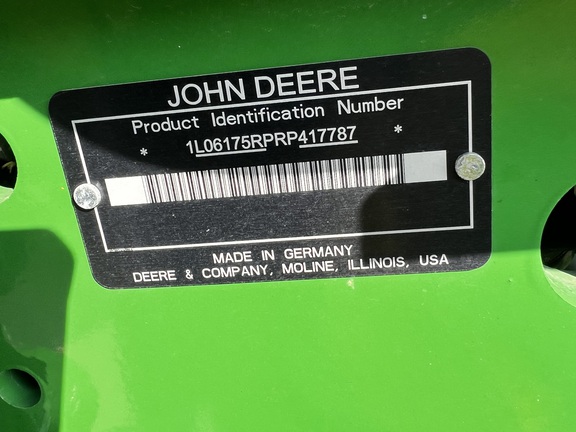 JOHN DEERE
Product Identification Number
* 1L06175RPRP417787 *
MADE IN GERMANY
DEERE & COMPANY, MOLINE, ILLINOIS, USA